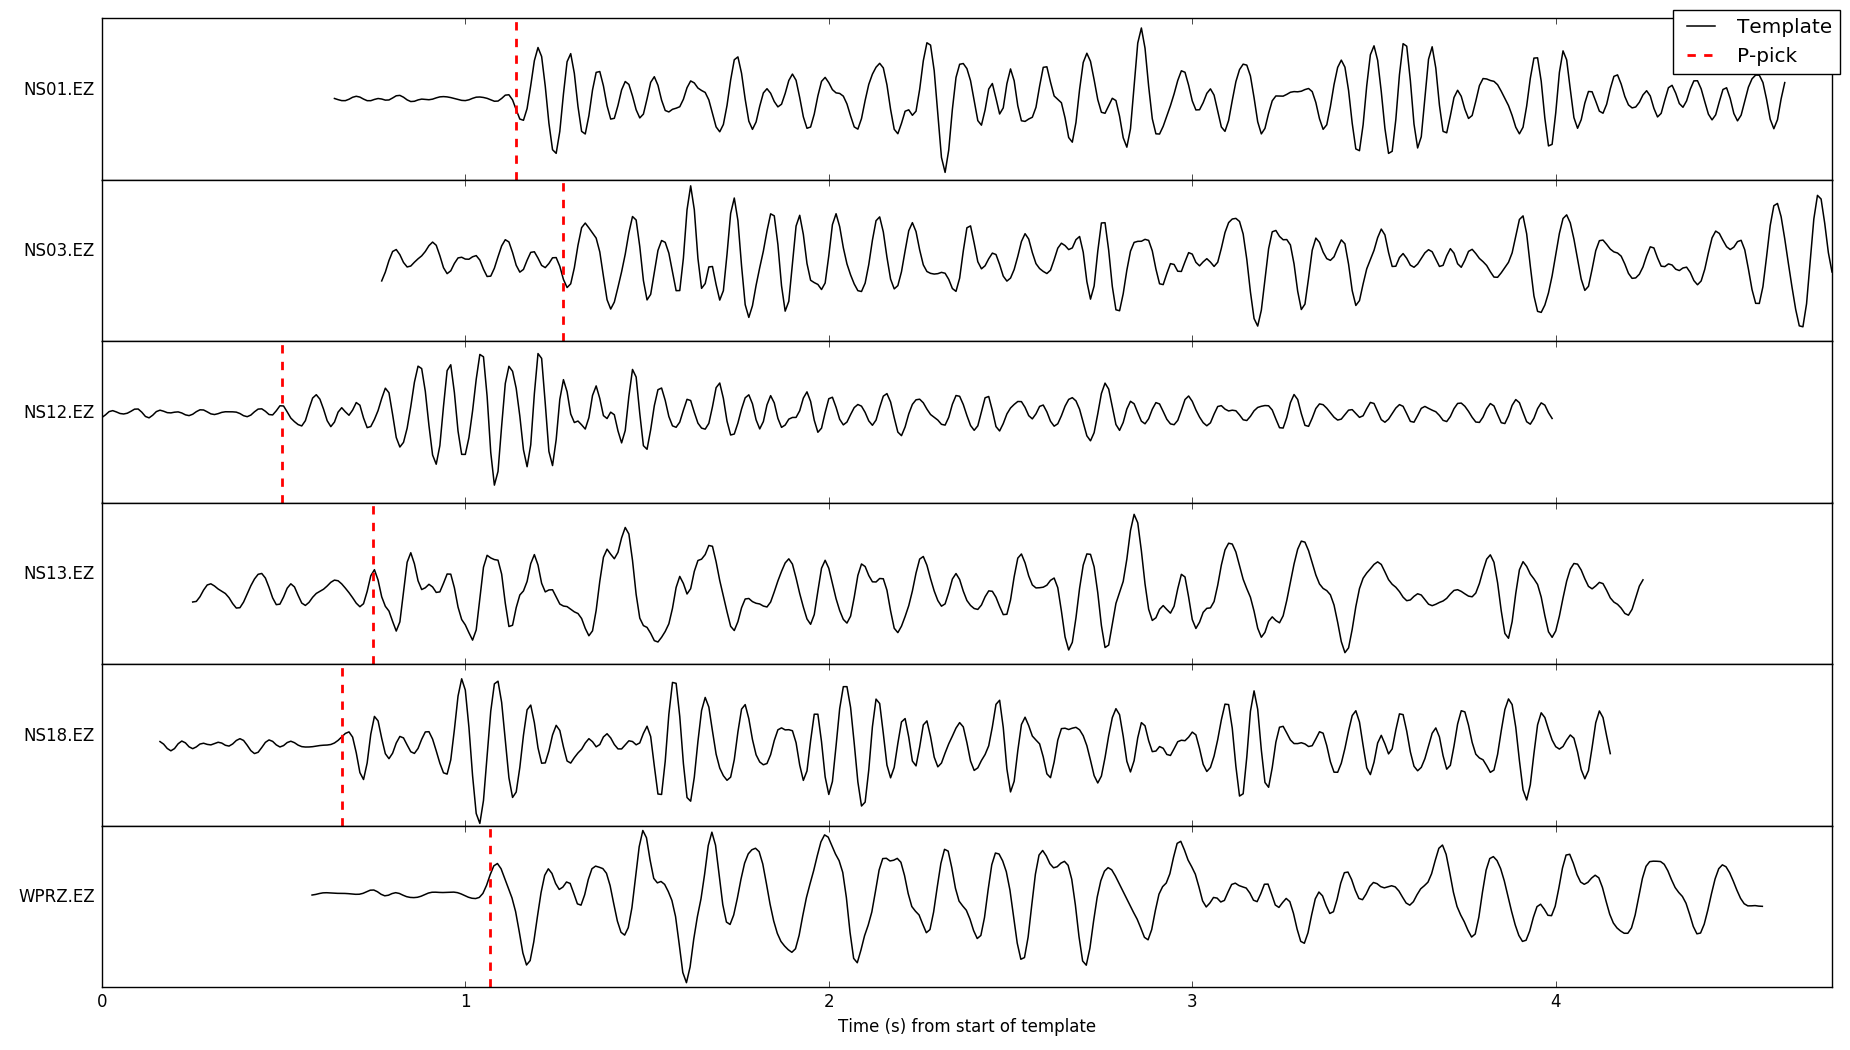 Template
P-pick
NS01.EZ
NS03.EZ
NS12.EZ
NS13.EZ
NS18.EZ
WPRZ.EZ
0 1 2 3 4
Time (s) from start of template